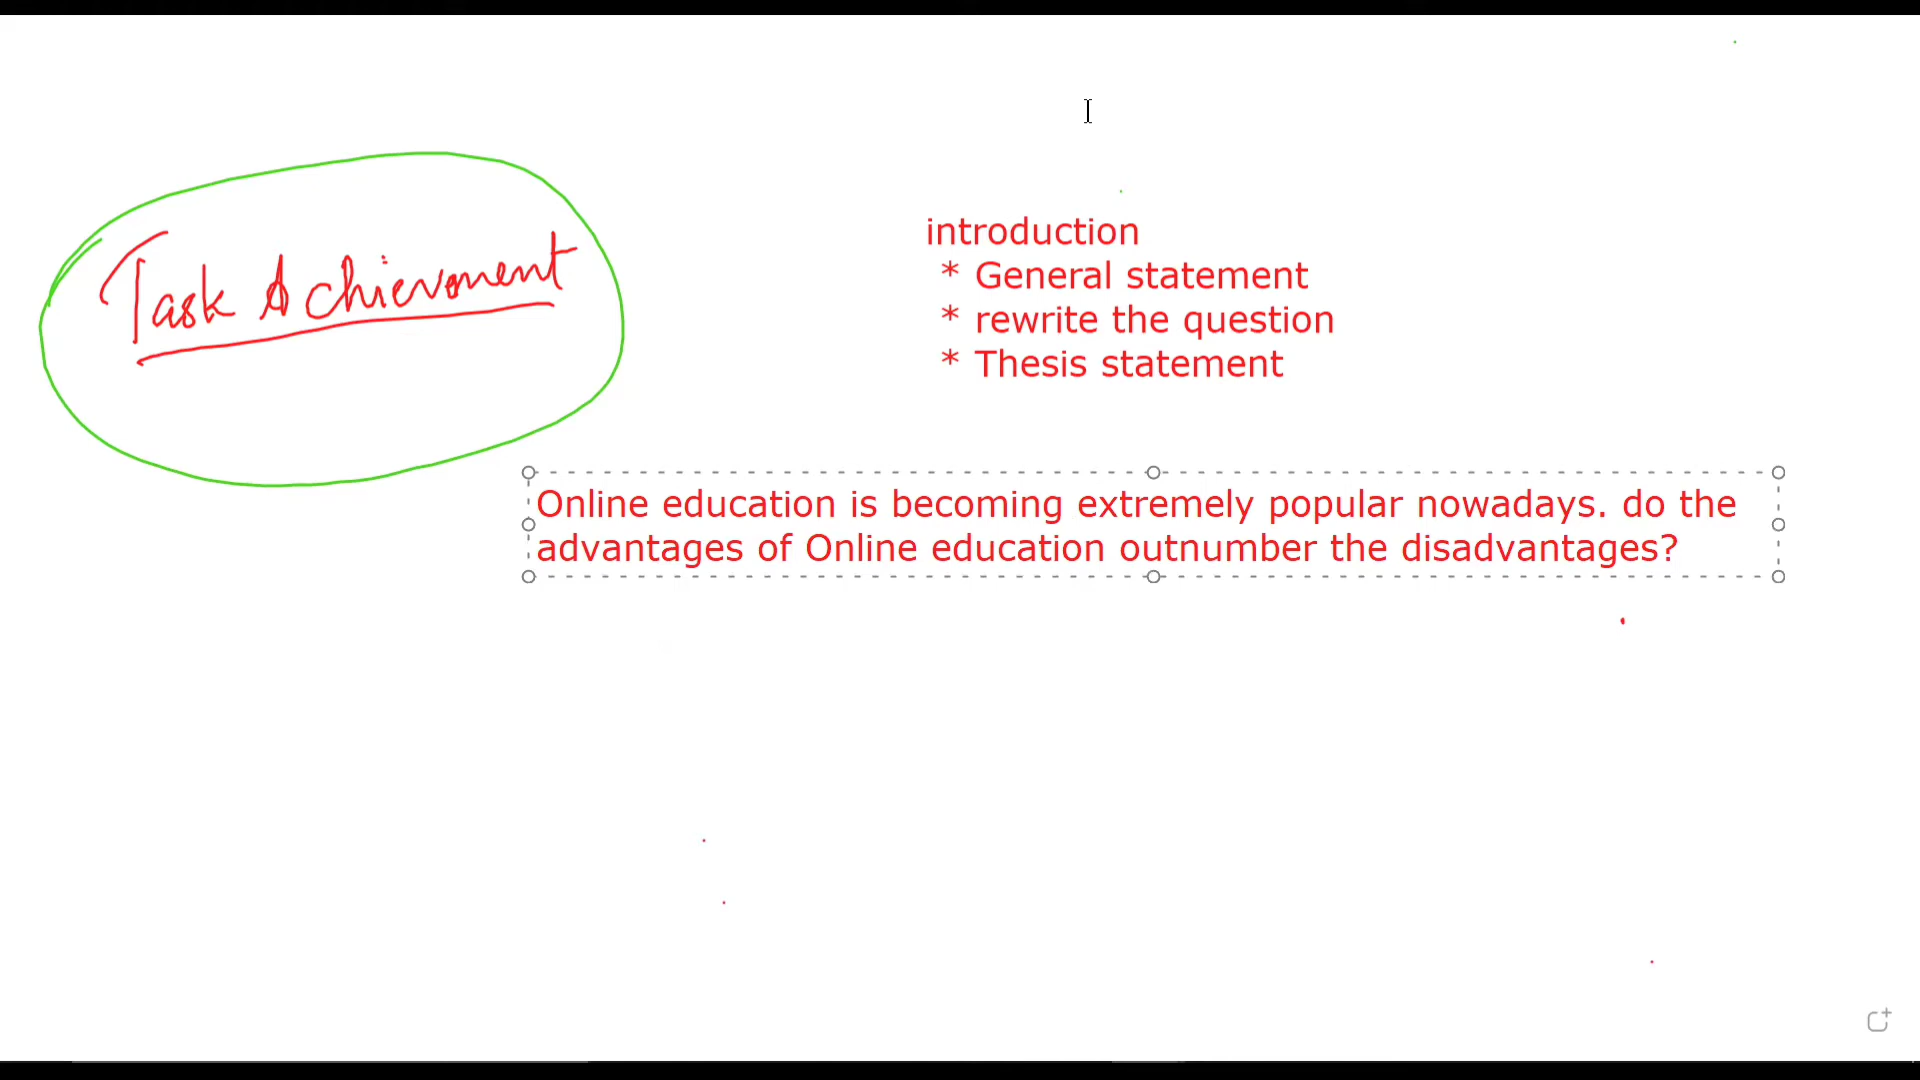 Task Achievement
introduction
* General statement
* rewrite the question
* Thesis statement
Online education is becoming extremely popular nowadays. do the
advantages of Online education outnumber the disadvantages?